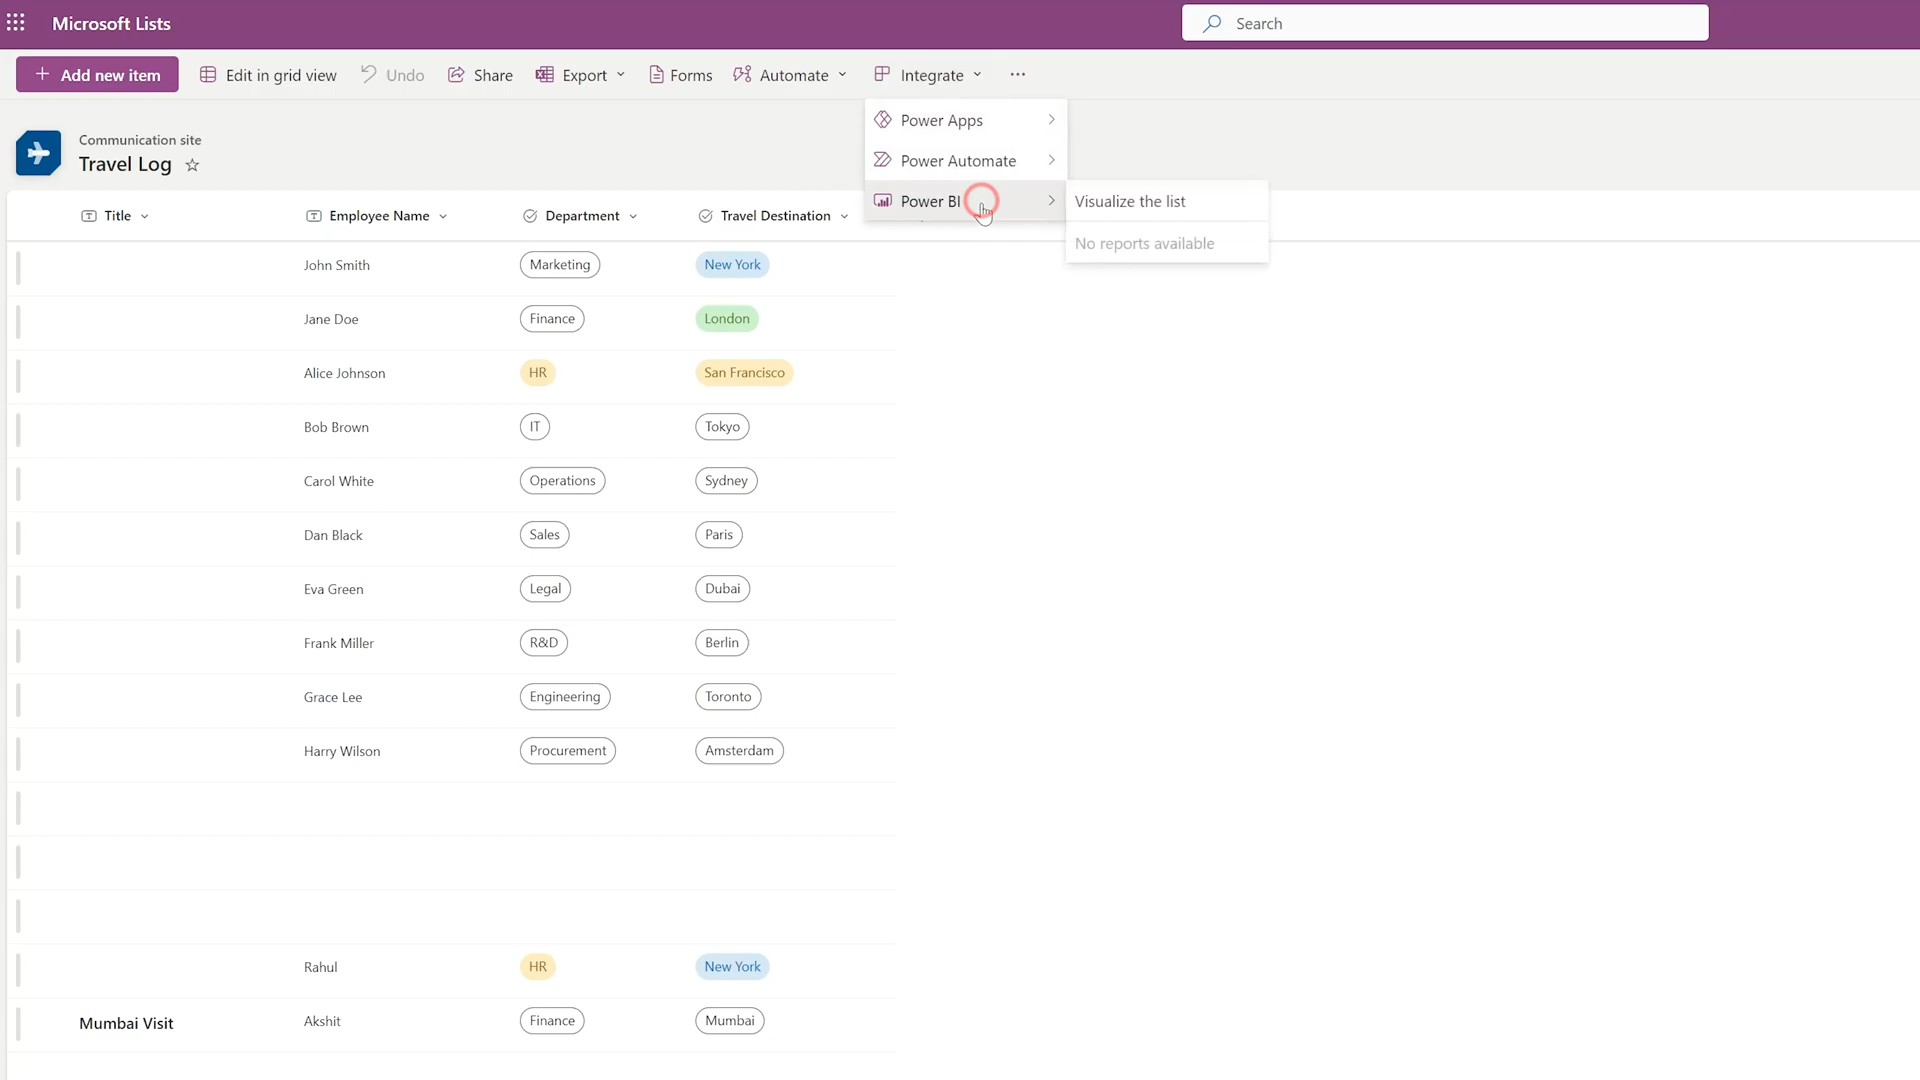 Microsoft Lists
Search
Add new item
Edit in grid view
Undo
Share
Export
Forms
Automate
Integrate
Power Apps
Power Automate
Power BI
Visualize the list
No reports available
Communication site
Travel Log
Title
Employee Name
Department
Travel Destination
John Smith Marketing New York
Jane Doe Finance London
Alice Johnson HR San Francisco
Bob Brown IT Tokyo
Carol White Operations Sydney
Dan Black Sales Paris
Eva Green Legal Dubai
Frank Miller R&D Berlin
Grace Lee Engineering Toronto
Harry Wilson Procurement Amsterdam
Rahul HR New York
Mumbai Visit Akshit Finance Mumbai